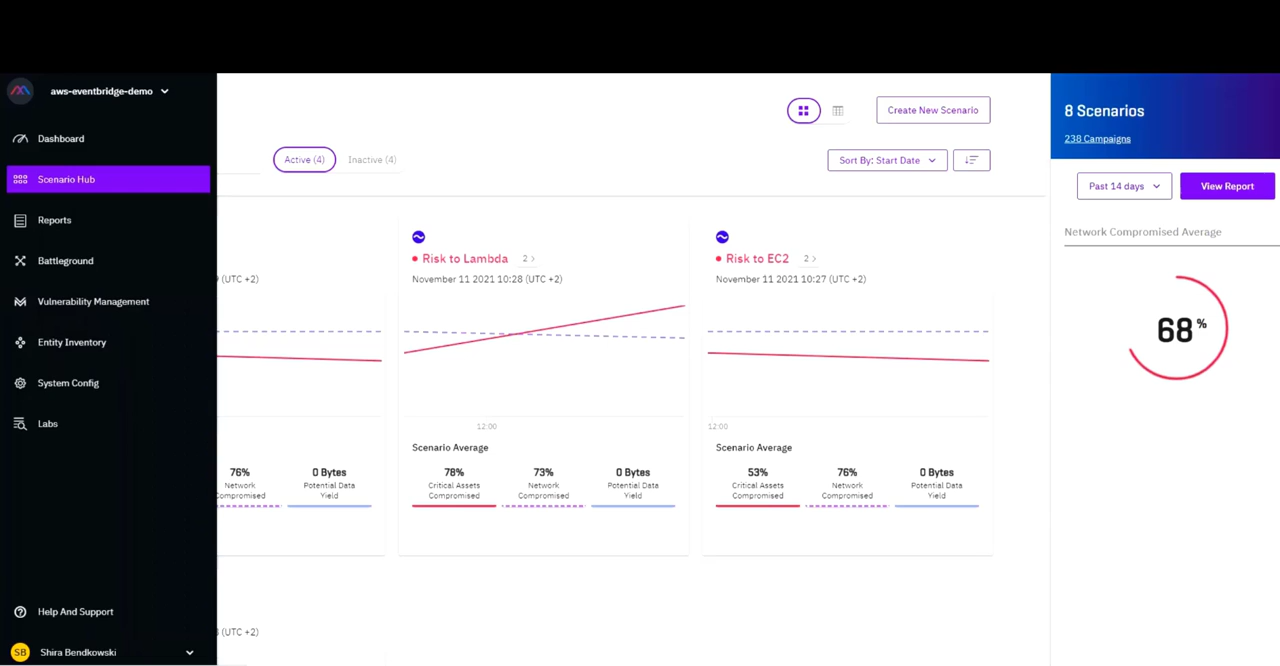 aws-eventbridge-demo
Dashboard
Scenario Hub
Reports
Battleground
Vulnerability Management
Entity Inventory
System Config
Labs
Help And Support
SB Shira Bendkowski
Create New Scenario
Active (4) Inactive (4)
Sort By: Start Date
(UTC +2)
76% 0 Bytes
Network Potential Data
Compromised Yield
(UTC +2)
Risk to Lambda 2
November 11 2021 10:28 (UTC +2)
12:00
Scenario Average
78% 73% 0 Bytes
Critical Assets Network Potential Data
Compromised Compromised Yield
Risk to EC2 2
November 11 2021 10:27 (UTC +2)
12:00
Scenario Average
53% 76% 0 Bytes
Critical Assets Network Potential Data
Compromised Compromised Yield
8 Scenarios
238 Campaigns
Past 14 days View Report
Network Compromised Average
68%